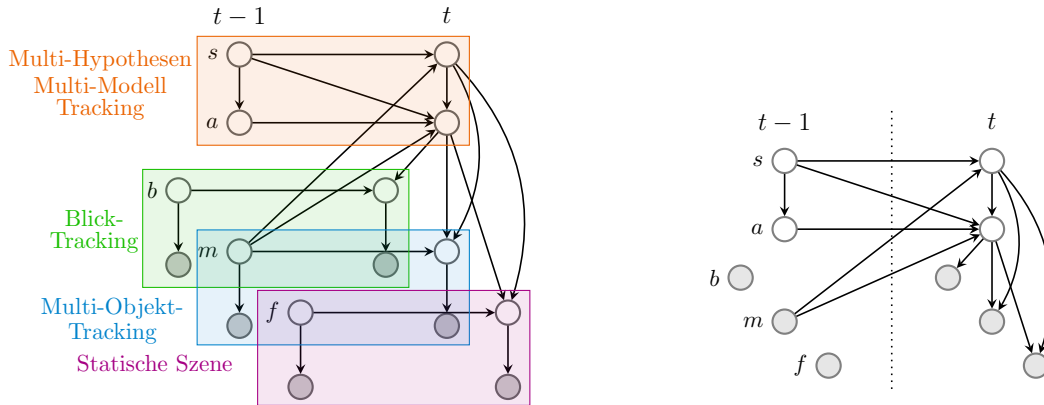 t − 1
t
Multi-Hypothesen
Multi-Modell
Tracking
s
a
b
Blick-
Tracking
m
Multi-Objekt-
Tracking
f
Statische Szene
t − 1
t
s
a
b
m
f